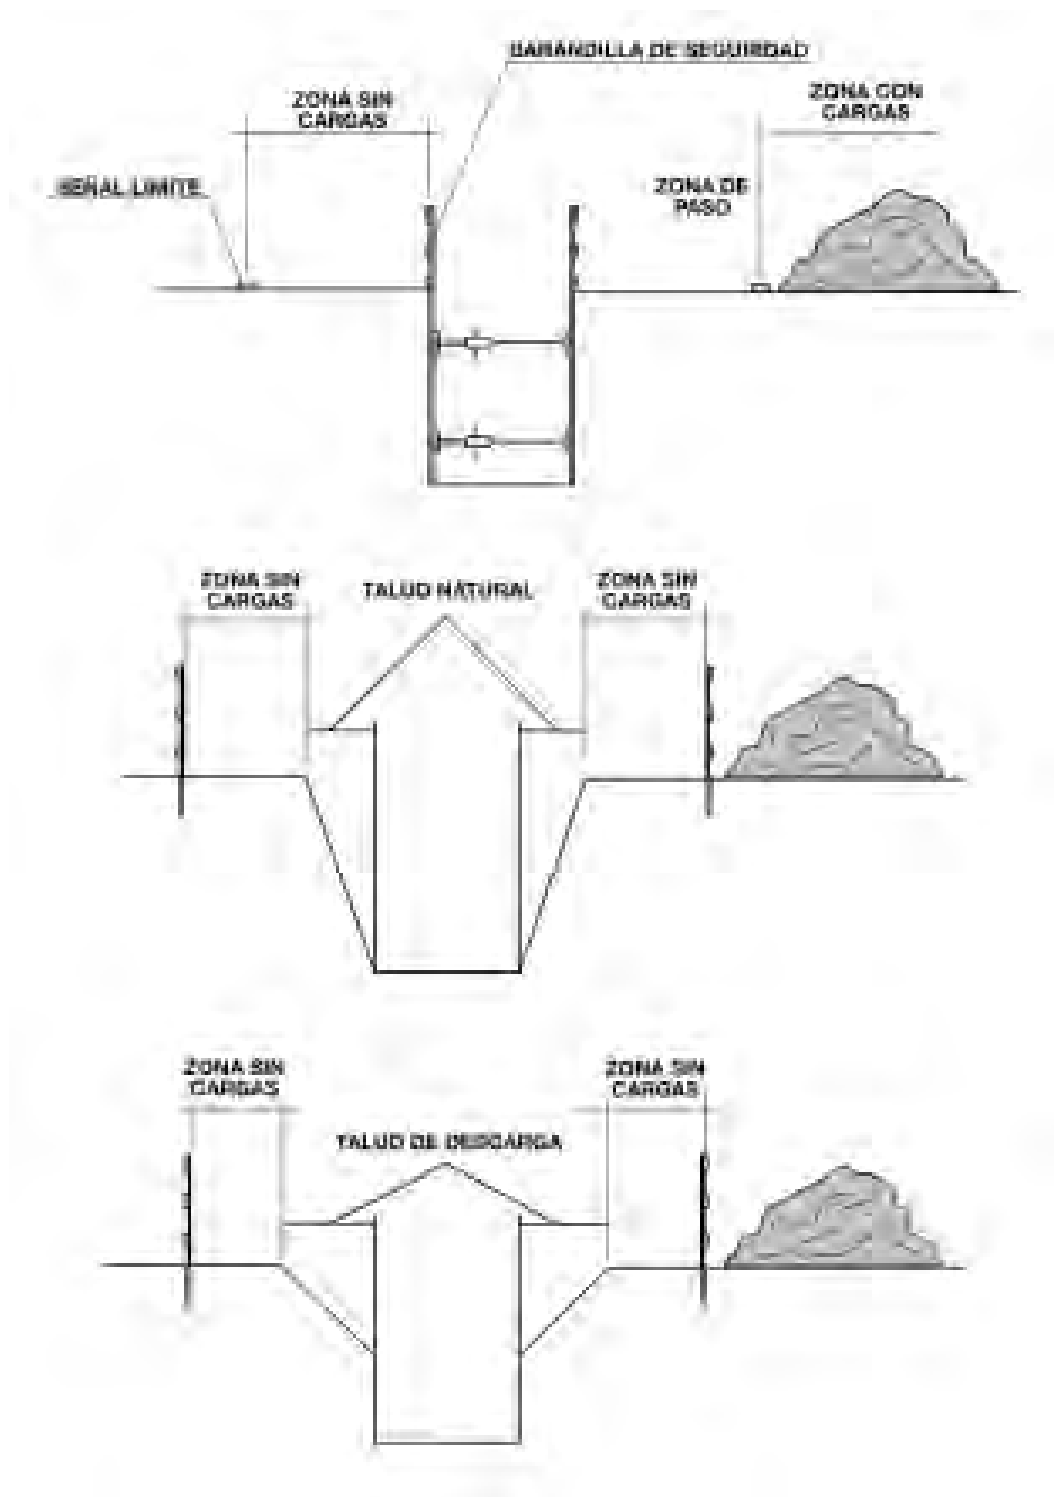 BARANDILLA DE SEGURIDAD
ZONA SIN
CARGAS
ZONA CON
CARGAS
SEÑAL LIMITE
ZONA DE
PASO
ZONA SIN
CARGAS
TALUD NATURAL
ZONA SIN
CARGAS
ZONA SIN
CARGAS
ZONA SIN
CARGAS
TALUD DE DESCARGA